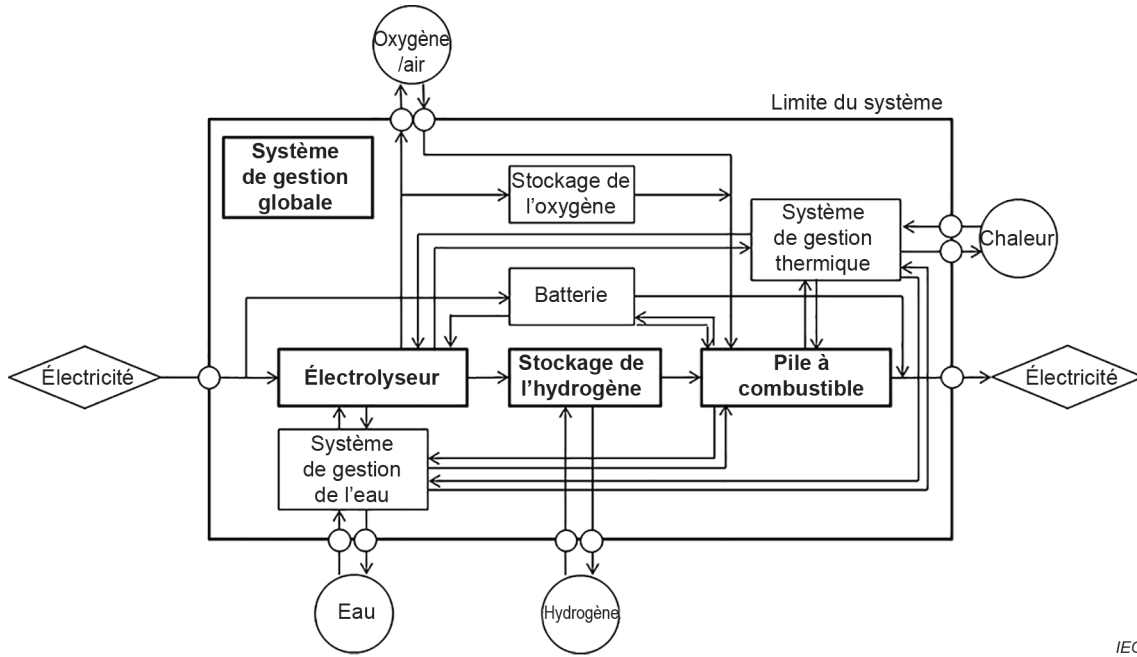 Oxygène
/air
Limite du système
Système
de gestion
globale
Stockage de
l’oxygène
Système
de gestion
thermique
Chaleur
Batterie
Électricité
Électrolyseur
Stockage de
l’hydrogène
Pile à
combustible
Électricité
Système
de gestion
de l’eau
Eau
Hydrogène
IEC